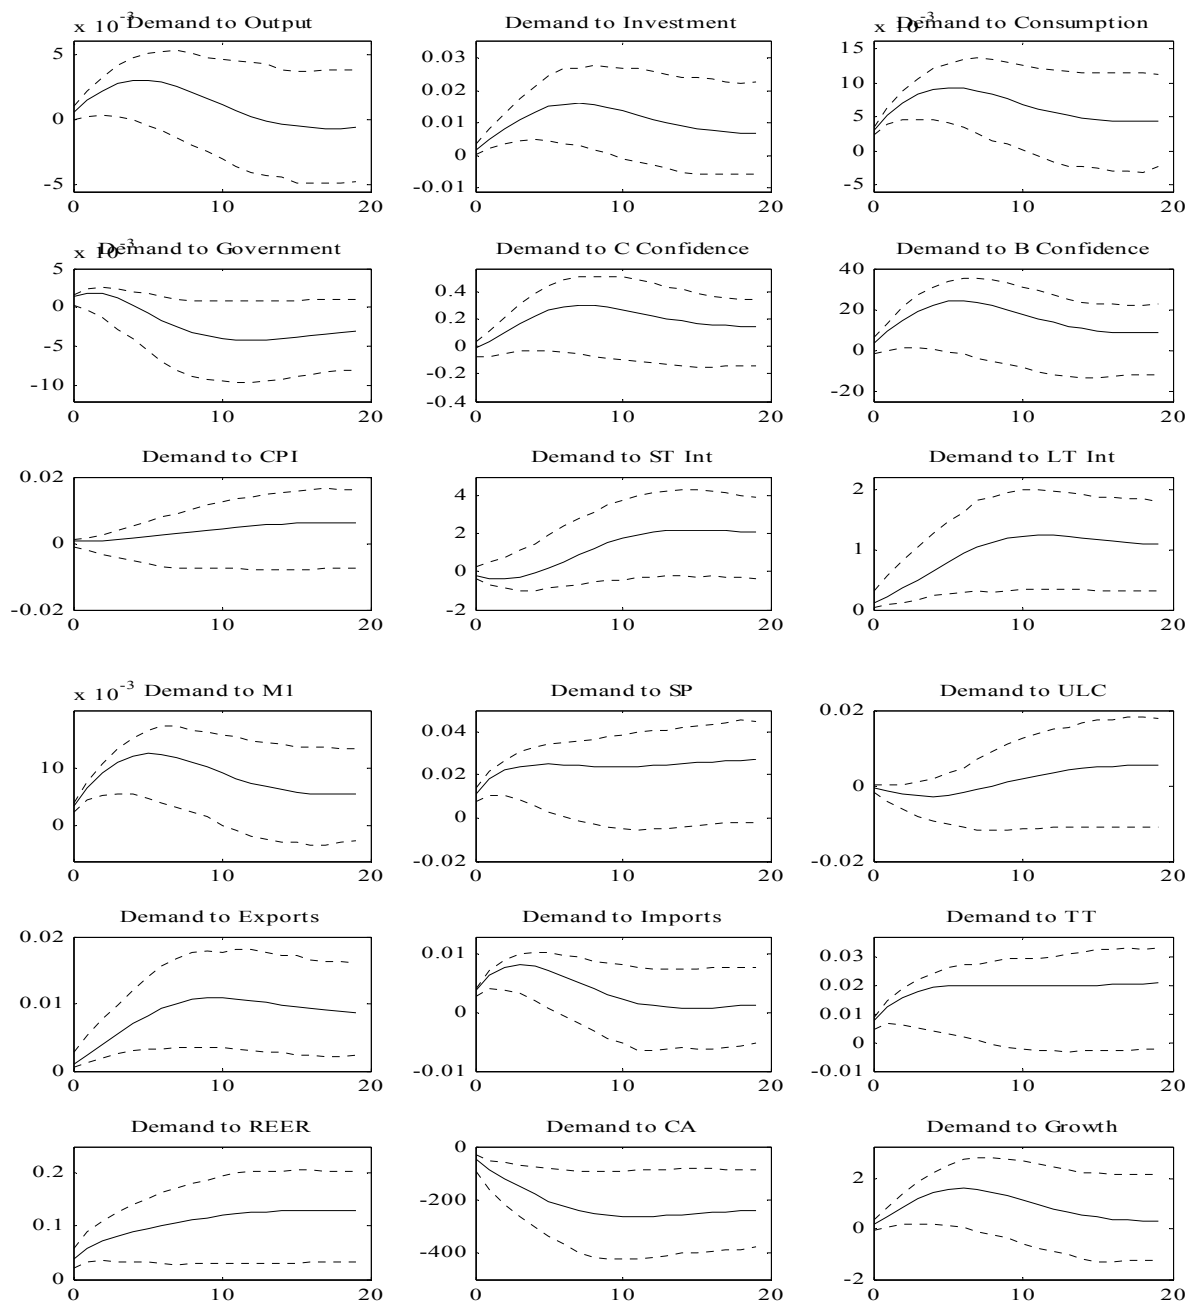 x 10-3 Demand to Output
Demand to Investment
x 10-3 Demand to Consumption
5
0
-5
0 10 20
0.03
0.02
0.01
0
-0.01
0 10 20
15
10
5
0
-5
0 10 20
x 10-3 Demand to Government
Demand to C Confidence
Demand to B Confidence
5
0
-5
-10
0 10 20
0.4
0.2
0
-0.2
-0.4
0 10 20
40
20
0
-20
0 10 20
Demand to CPI
Demand to ST Int
Demand to LT Int
0.02
0
-0.02
0 10 20
4
2
0
-2
0 10 20
2
1
0
0 10 20
x 10-3 Demand to M1
Demand to SP
Demand to ULC
10
0
0 10 20
0.04
0.02
0
-0.02
0 10 20
0.02
0
-0.02
0 10 20
Demand to Exports
Demand to Imports
Demand to TT
0.02
0.01
0
0 10 20
0.01
0
-0.01
0 10 20
0.03
0.02
0.01
0
-0.01
0 10 20
Demand to REER
Demand to CA
Demand to Growth
0.2
0.1
0
0 10 20
0
-200
-400
0 10 20
2
0
-2
0 10 20